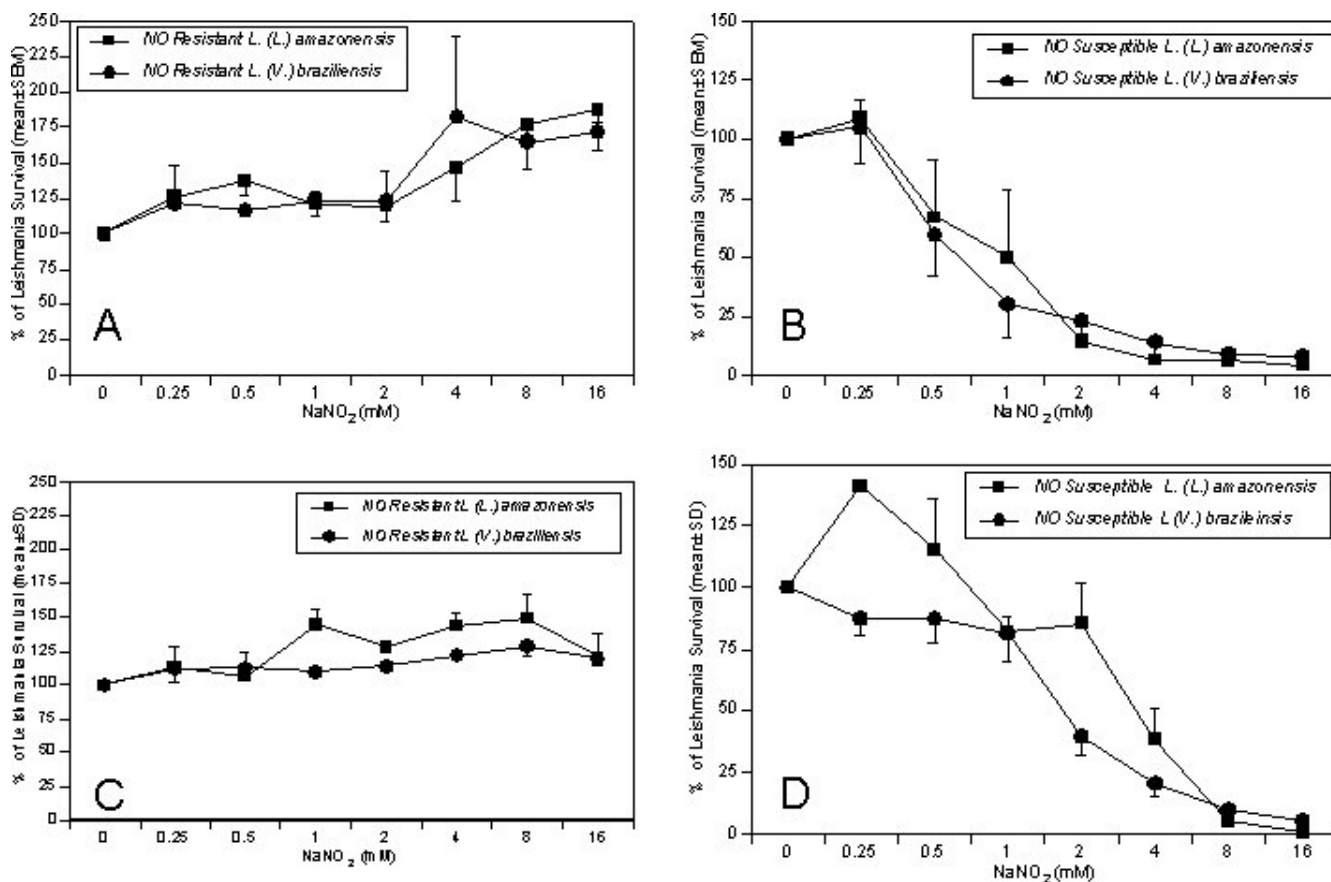 % of Leishmania Survival (mean±SEM)
250
225
200
175
150
125
100
75
50
25
0
NO Resistant L. (L.) amazonensis
NO Resistant L. (V.) braziliensis
A
0 0.25 0.5 1 2 4 8 16
NaNO2 (mM)
% of Leishmania Survival (mean±SEM)
150
125
100
75
50
25
0
NO Susceptible L. (L.) amazonensis
NO Susceptible L. (V.) braziliensis
B
0 0.25 0.5 1 2 4 8 16
NaNO2 (mM)
% of Leishmania Survival (mean±SD)
250
225
200
175
150
125
100
75
50
25
0
NO Resistant L (L.) amazonensis
NO Resistant L (V.) braziliensis
C
0 0.25 0.5 1 2 4 8 16
NaNO2 (mM)
% of Leishmania Survival (mean±SD)
150
125
100
75
50
25
0
NO Susceptible L. (L.) amazonensis
NO Susceptible L (V.) brazileinsis
D
0 0.25 0.5 1 2 4 8 16
NaNO2 (mM)